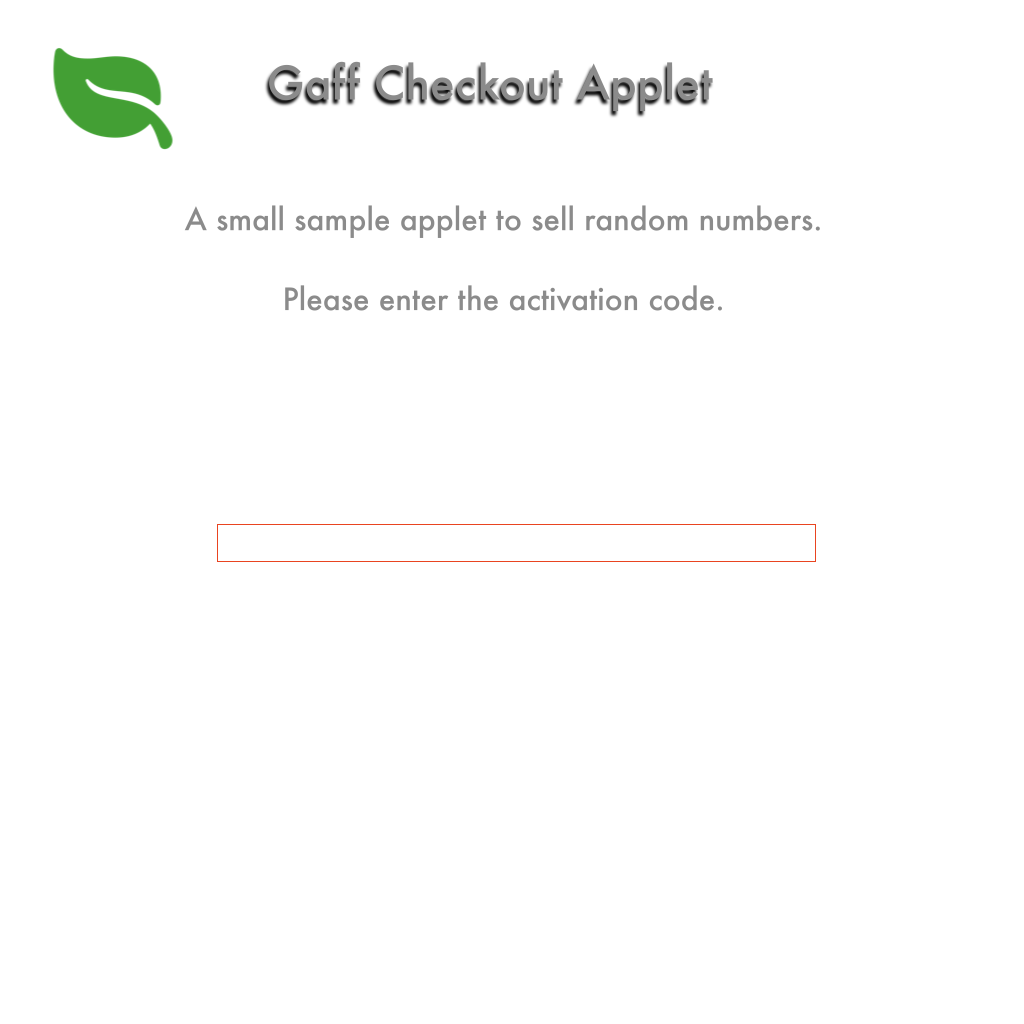 Gaff Checkout Applet
A small sample applet to sell random numbers.
Please enter the activation code.